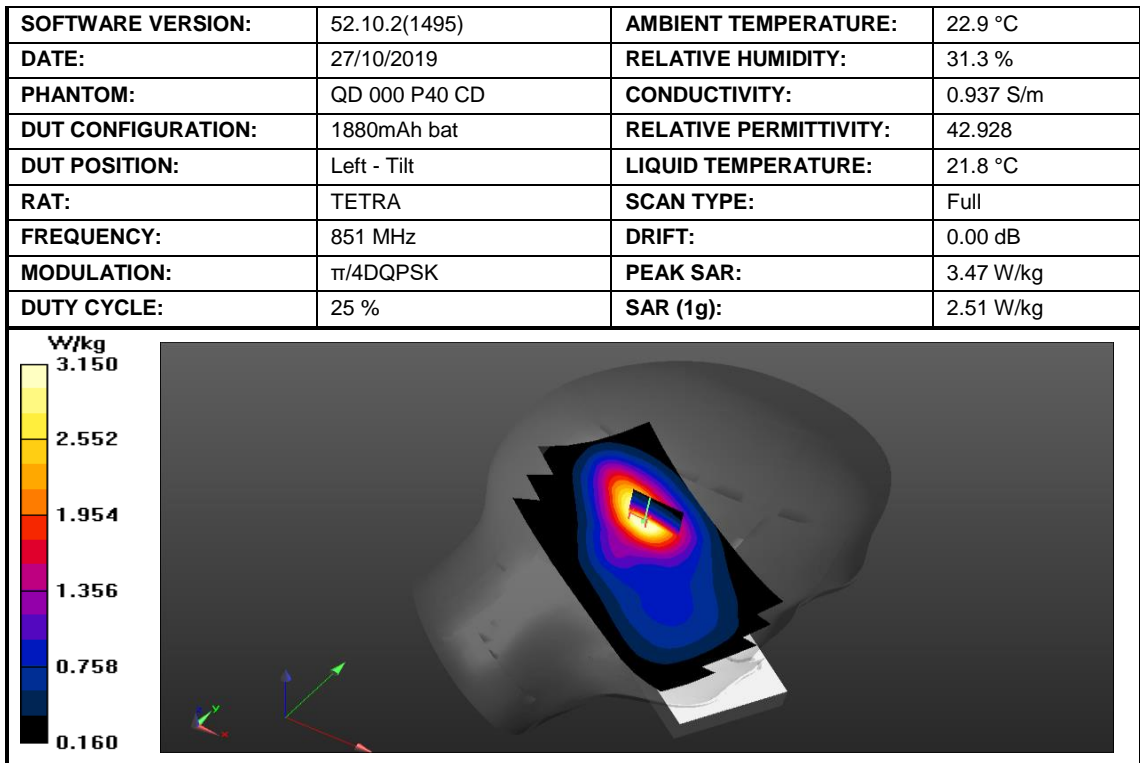 SOFTWARE VERSION: 52.10.2(1495) AMBIENT TEMPERATURE: 22.9 °C
DATE: 27/10/2019 RELATIVE HUMIDITY: 31.3 %
PHANTOM: QD 000 P40 CD CONDUCTIVITY: 0.937 S/m
DUT CONFIGURATION: 1880mAh bat RELATIVE PERMITTIVITY: 42.928
DUT POSITION: Left - Tilt LIQUID TEMPERATURE: 21.8 °C
RAT: TETRA SCAN TYPE: Full
FREQUENCY: 851 MHz DRIFT: 0.00 dB
MODULATION: π/4DQPSK PEAK SAR: 3.47 W/kg
DUTY CYCLE: 25 % SAR (1g): 2.51 W/kg
W/kg
3.150
2.552
1.954
1.356
0.758
0.160
z
y
x